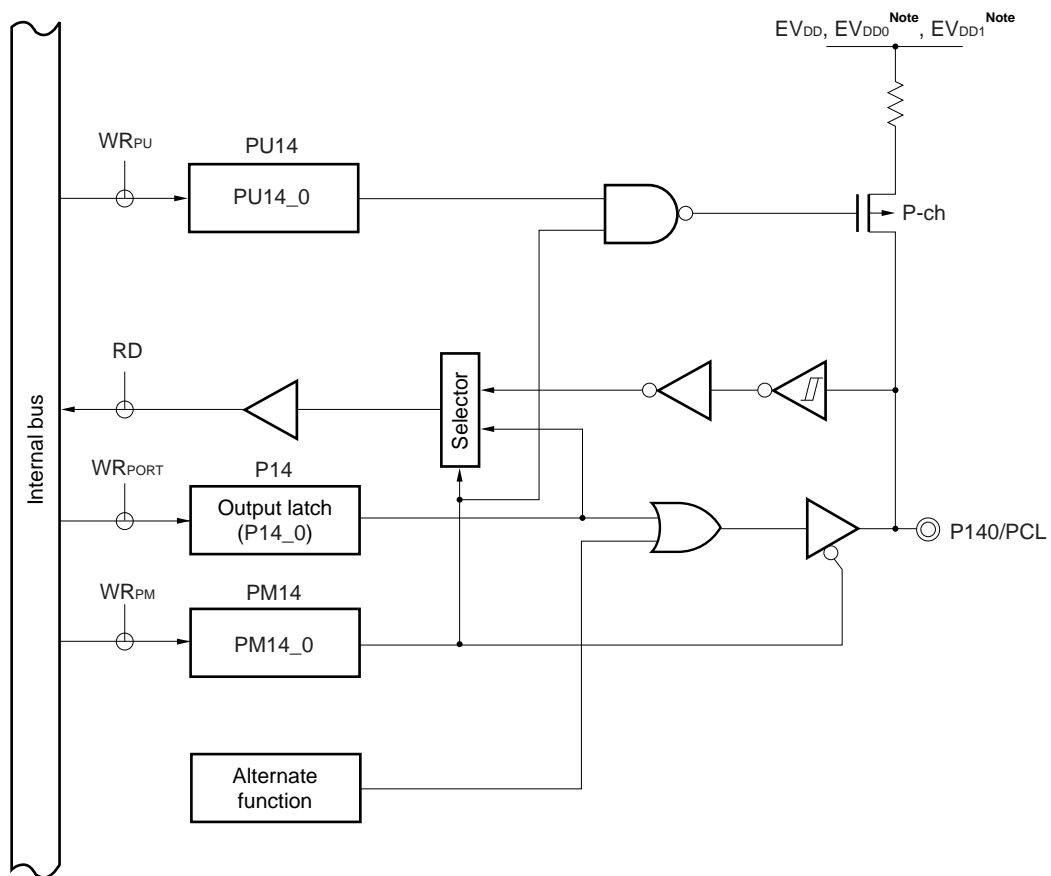 EVDD, EVDD0Note, EVDD1Note
WRPU
PU14
PU14_0
P-ch
RD
Selector
Internal bus
WRPORT
P14
Output latch
(P14_0)
P140/PCL
WRPM
PM14
PM14_0
Alternate
function